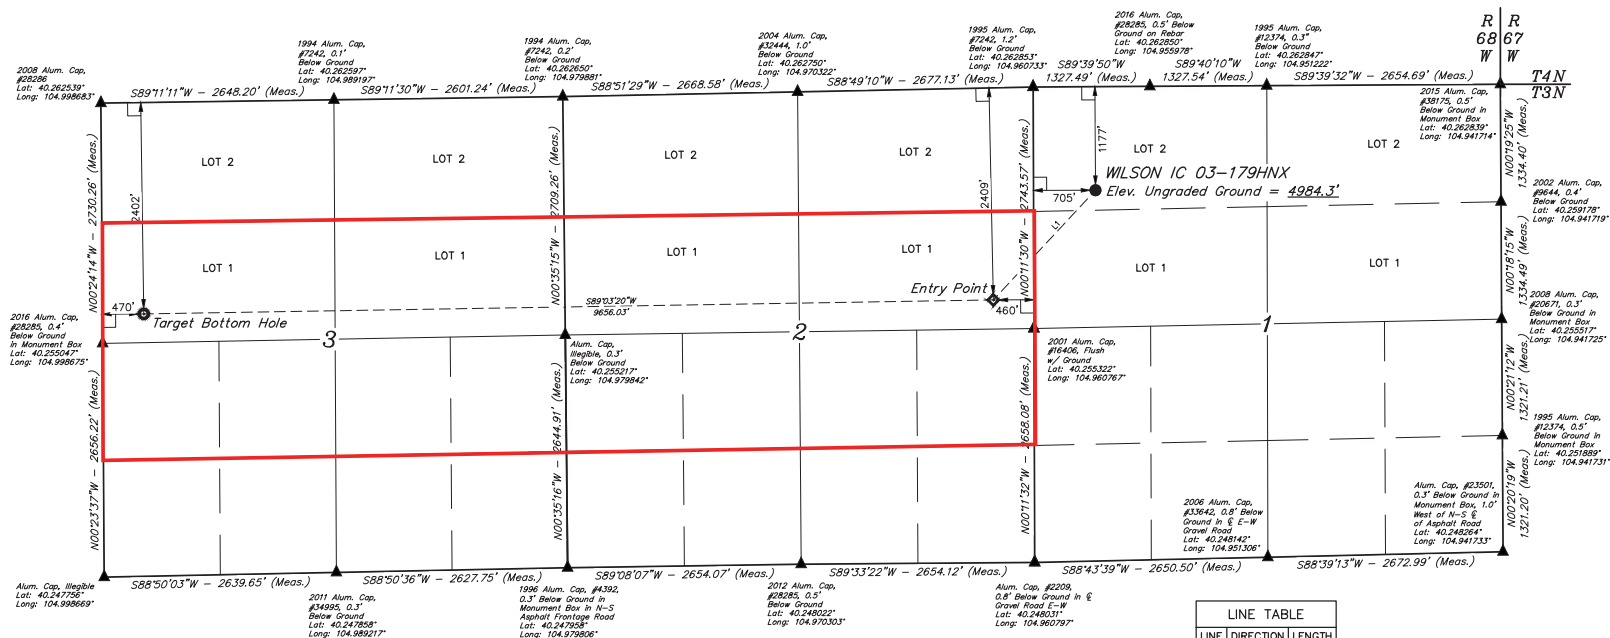 R R
68 67
W W
T4N
T3N
2008 Alum. Cap,
#28286
Lat: 40.262539°
Long: 104.998683°
1994 Alum. Cap,
#7242, 0.1'
Below Ground
Lat: 40.262597°
Long: 104.989197°
1994 Alum. Cap,
#7242, 0.2'
Below Ground
Lat: 40.262650°
Long: 104.979881°
2004 Alum. Cap,
#32444, 1.0'
Below Ground
Lat: 40.262750°
Long: 104.970322°
1995 Alum. Cap,
#7242, 1.2'
Below Ground
Lat: 40.262853°
Long: 104.960733°
2016 Alum. Cap,
#28285, 0.5' Below
Ground on Rebar
Lat: 40.262850°
Long: 104.955978°
1995 Alum. Cap,
#12374, 0.3"
Below Ground
Lat: 40.262847°
Long: 104.951222°
S89°11'11"W - 2648.20' (Meas.)
S89°11'30"W - 2601.24' (Meas.)
S88°51'29"W - 2668.58' (Meas.)
S88°49'10"W - 2677.13' (Meas.)
S89°39'50"W
1327.49' (Meas.)
S89°40'10"W
1327.54' (Meas.)
S89°39'32"W - 2654.69' (Meas.)
2015 Alum. Cap,
#38175, 0.5'
Below Ground in
Monument Box
Lat: 40.262839°
Long: 104.941714°
N00°19'25"W
1334.40' (Meas.)
N00°24'14"W - 2730.26' (Meas.)
2402'
LOT 2
LOT 2
N00°35'15"W - 2709.26' (Meas.)
LOT 2
LOT 2
2409'
N00°11'30"W - 2743.57' (Meas.)
1177'
LOT 2
LOT 2
WILSON IC 03-179HNX
Elev. Ungraded Ground = 4984.3'
705'
L1
2002 Alum. Cap,
#9644, 0.4'
Below Ground
Lat: 40.259178°
Long: 104.941719°
LOT 1
LOT 1
LOT 1
LOT 1
LOT 1
LOT 1
N00°18'15"W
1334.49' (Meas.)
Entry Point
460'
470'
Target Bottom Hole
S89°03'20"W
9656.03'
2016 Alum. Cap,
#28285, 0.4'
Below Ground
in Monument Box
Lat: 40.255047°
Long: 104.998675°
3
2
1
2008 Alum. Cap,
#20671, 0.3'
Below Ground in
Monument Box
Lat: 40.255517°
Long: 104.941725°
Alum. Cap,
Illegible, 0.3'
Below Ground
Lat: 40.255217°
Long: 104.979842°
2001 Alum. Cap,
#16406, Flush
w/ Ground
Lat: 40.255322°
Long: 104.960767°
N00°23'37"W - 2656.22' (Meas.)
N00°35'16"W - 2644.91' (Meas.)
N00°11'32"W - 2658.08' (Meas.)
N00°21'12"W
1321.21' (Meas.)
1995 Alum. Cap,
#12374, 0.5'
Below Ground in
Monument Box
Lat: 40.251889°
Long: 104.941731°
2006 Alum. Cap,
#33642, 0.8' Below
Ground in ℄ E-W
Gravel Road
Lat: 40.248142°
Long: 104.951306°
Alum. Cap, #23501,
0.3' Below Ground in
Monument Box, 1.0'
West of N-S ℄
of Asphalt Road
Lat: 40.248264°
Long: 104.941733°
N00°20'19"W
1321.20' (Meas.)
S88°50'03"W - 2639.65' (Meas.)
S88°50'36"W - 2627.75' (Meas.)
S89°08'07"W - 2654.07' (Meas.)
S89°33'22"W - 2654.12' (Meas.)
S88°43'39"W - 2650.50' (Meas.)
S88°39'13"W - 2672.99' (Meas.)
Alum. Cap, Illegible
Lat: 40.247756°
Long: 104.998669°
2011 Alum. Cap,
#34995, 0.3'
Below Ground
Lat: 40.247858°
Long: 104.989217°
1996 Alum. Cap, #4392,
0.3' Below Ground in
Monument Box in N-S
Asphalt Frontage Road
Lat: 40.247958°
Long: 104.979806°
2012 Alum. Cap,
#28285, 0.5'
Below Ground
Lat: 40.248022°
Long: 104.970303°
Alum. Cap, #2209,
0.8' Below Ground in ℄
Gravel Road E-W
Lat: 40.248031°
Long: 104.960797°
LINE TABLE
LINE DIRECTION LENGTH